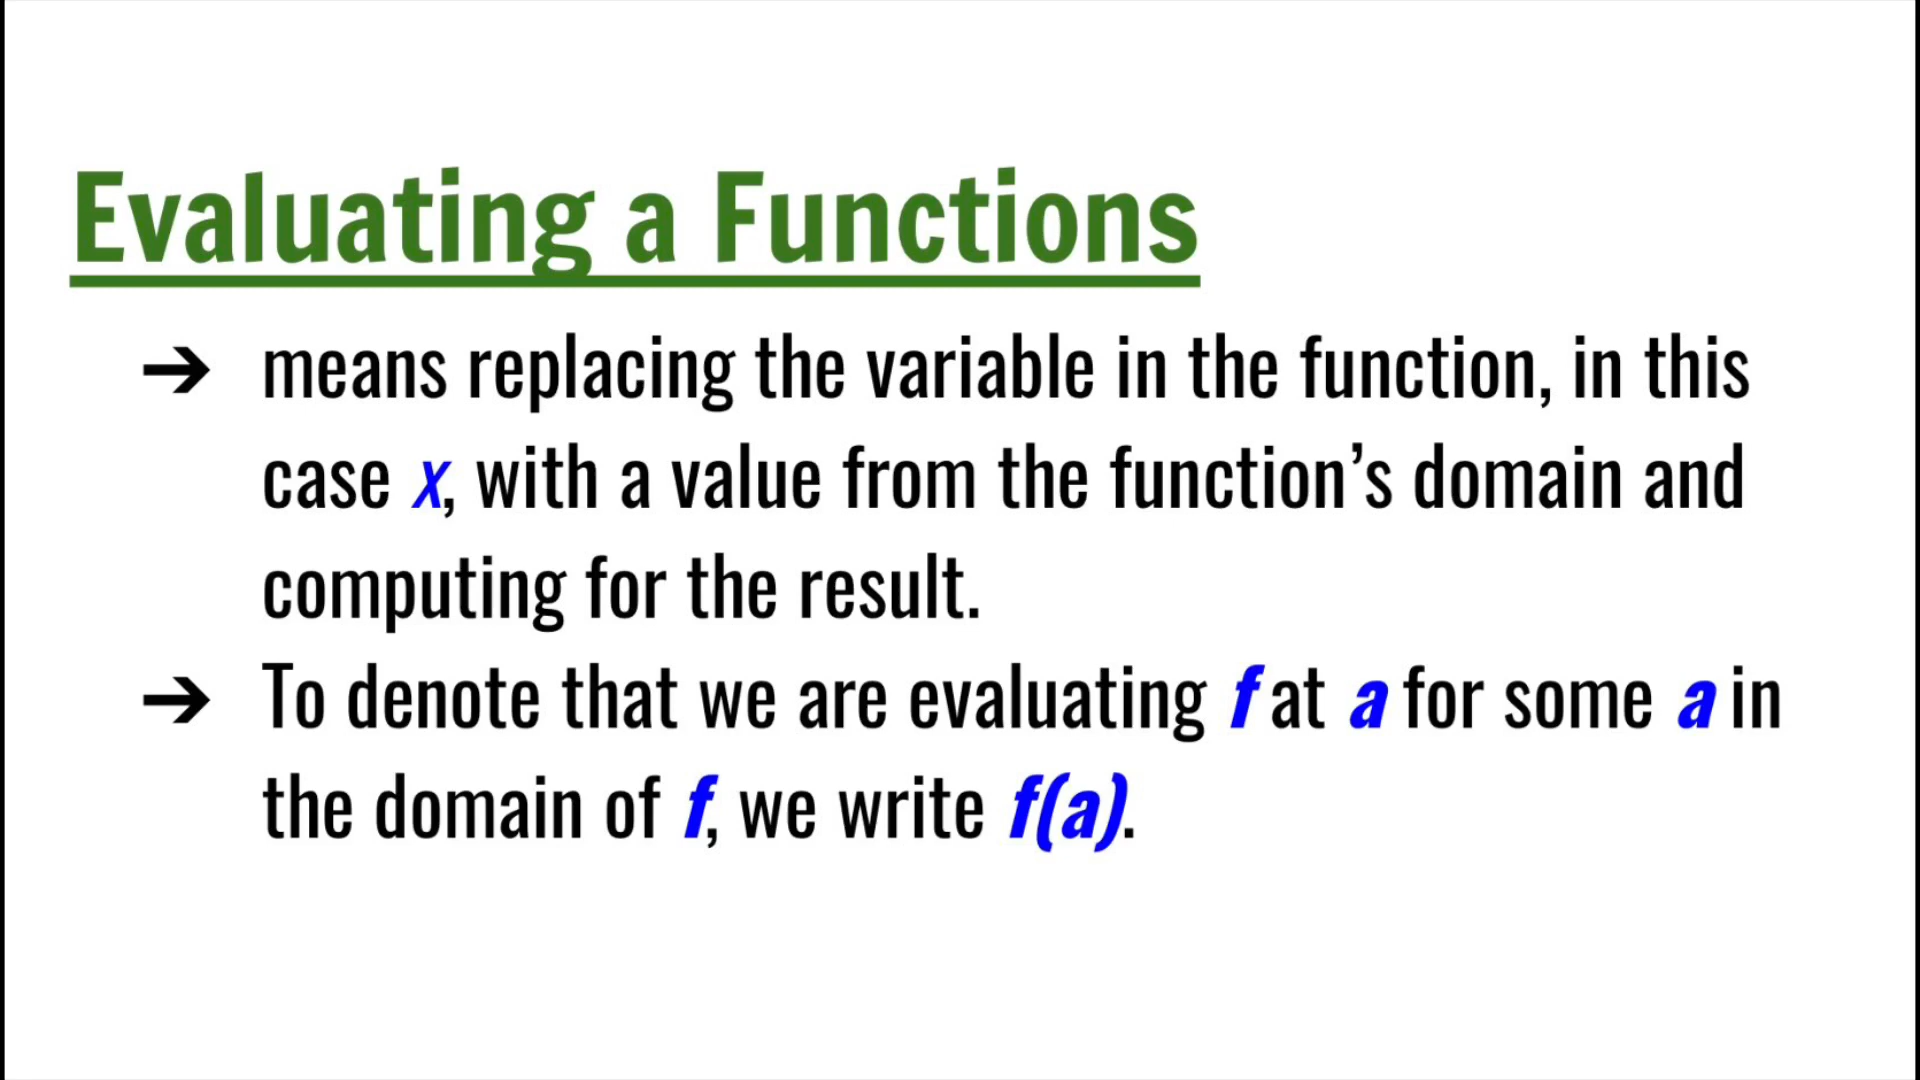 Evaluating a Functions
➔ means replacing the variable in the function, in this
case x, with a value from the function’s domain and
computing for the result.
➔ To denote that we are evaluating f at a for some a in
the domain of f, we write f(a).